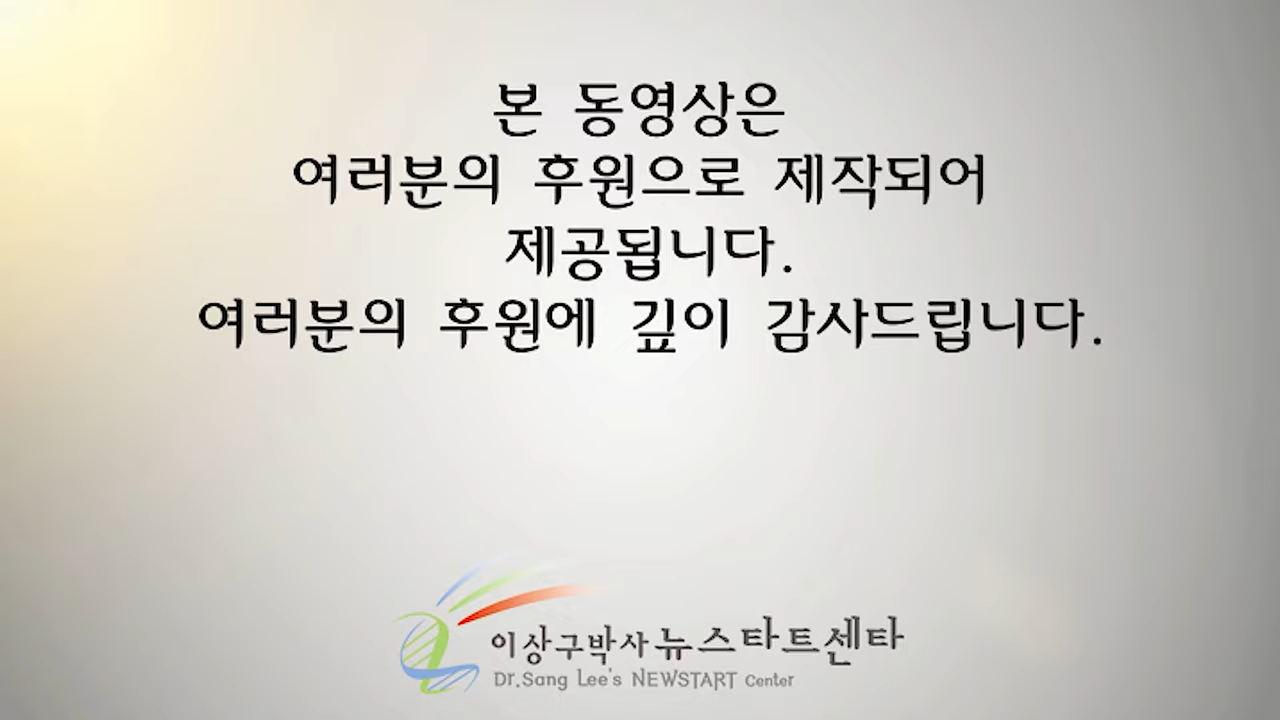 본 동영상은
여러분의 후원으로 제작되어
제공됩니다.
여러분의 후원에 깊이 감사드립니다.
이상구박사 뉴스타트센타
Dr.Sang Lee's NEWSTART Center